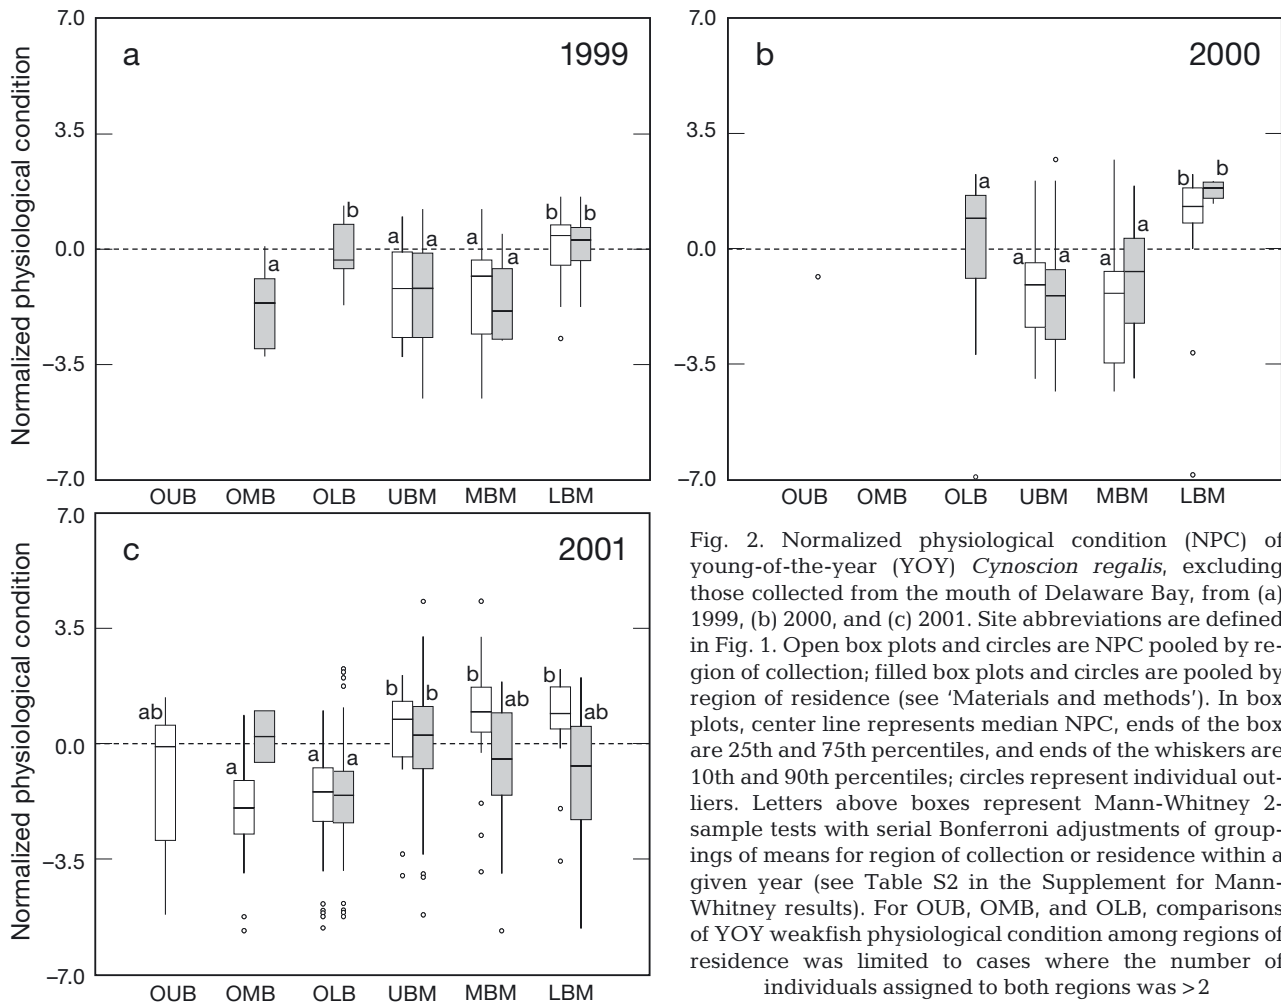 7.0
a
1999
3.5
b
a
a
a
a
a
b
b
0.0
−3.5
−7.0
OUB OMB OLB UBM MBM LBM
Normalized physiological condition
7.0
b
2000
3.5
a
a
a
a
a
b
b
0.0
−3.5
−7.0
OUB OMB OLB UBM MBM LBM
Normalized physiological condition
7.0
c
2001
3.5
ab
a
a
a
b
b
b
ab
b
ab
0.0
−3.5
−7.0
OUB OMB OLB UBM MBM LBM
Normalized physiological condition
Fig. 2. Normalized physiological condition (NPC) of
young-of-the-year (YOY) Cynoscion regalis, excluding
those collected from the mouth of Delaware Bay, from (a)
1999, (b) 2000, and (c) 2001. Site abbreviations are defined
in Fig. 1. Open box plots and circles are NPC pooled by re-
gion of collection; filled box plots and circles are pooled by
region of residence (see ‘Materials and methods’). In box
plots, center line represents median NPC, ends of the box
are 25th and 75th percentiles, and ends of the whiskers are
10th and 90th percentiles; circles represent individual out-
liers. Letters above boxes represent Mann-Whitney 2-
sample tests with serial Bonferroni adjustments of group-
ings of means for region of collection or residence within a
given year (see Table S2 in the Supplement for Mann-
Whitney results). For OUB, OMB, and OLB, comparisons
of YOY weakfish physiological condition among regions of
residence was limited to cases where the number of
individuals assigned to both regions was >2